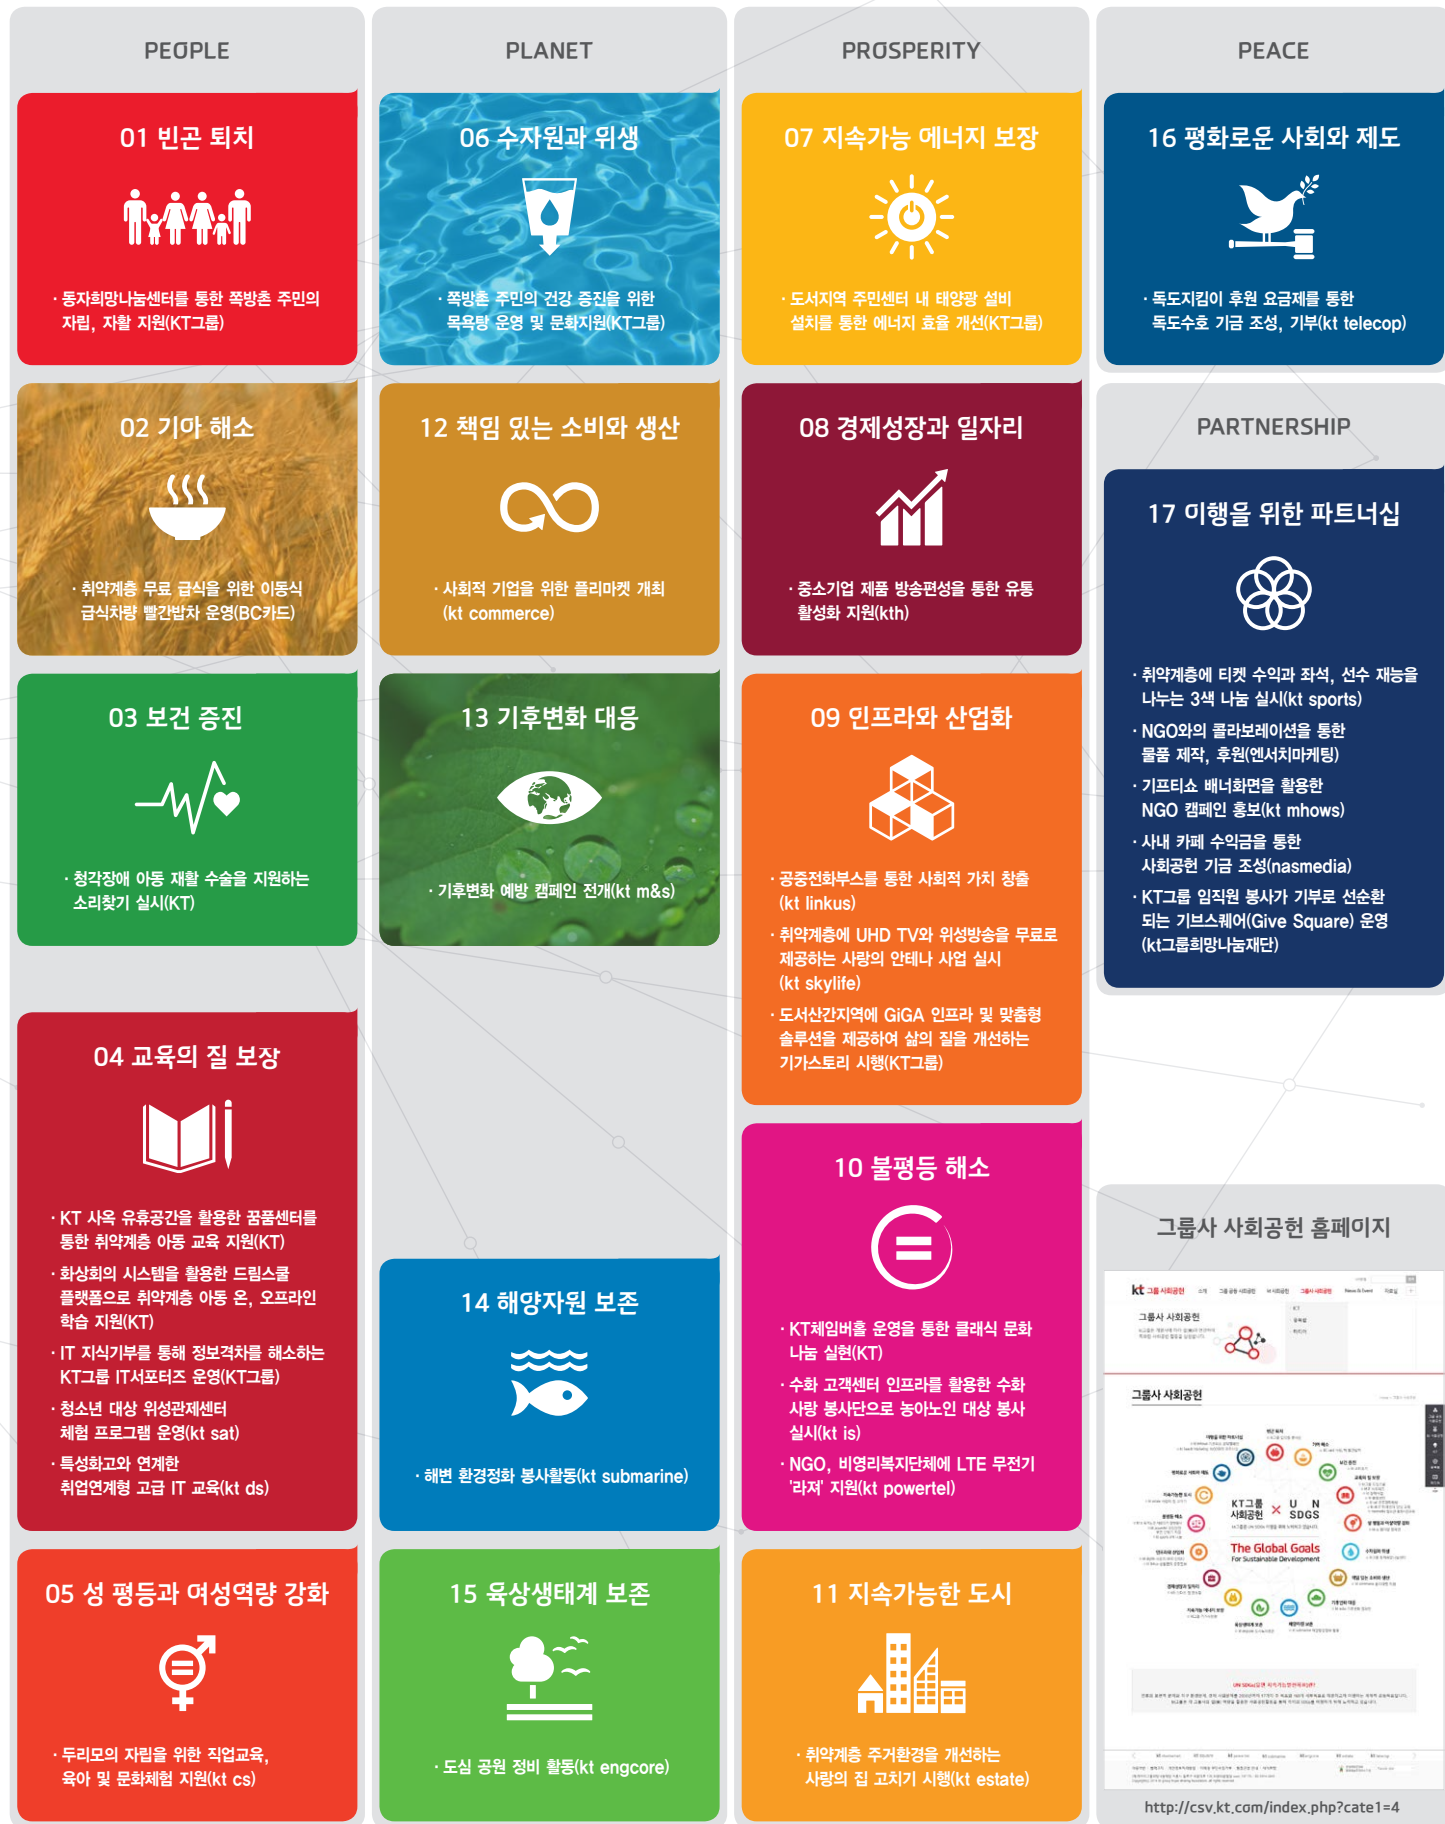 PEOPLE
01 빈곤 퇴치
· 동자희망나눔센터를 통한 쪽방촌 주민의
자립, 자활 지원(KT그룹)
02 기아 해소
· 취약계층 무료 급식을 위한 이동식
급식차량 빨간밥차 운영(BC카드)
03 보건 증진
· 청각장애 아동 재활 수술을 지원하는
소리찾기 실시(KT)
04 교육의 질 보장
· KT 사옥 유휴공간을 활용한 꿈품센터를
통한 취약계층 아동 교육 지원(KT)
· 화상회의 시스템을 활용한 드림스쿨
플랫폼으로 취약계층 아동 온, 오프라인
학습 지원(KT)
· IT 지식기부를 통해 정보격차를 해소하는
KT그룹 IT서포터즈 운영(KT그룹)
· 청소년 대상 위성관제센터
체험 프로그램 운영(kt sat)
· 특성화고와 연계한
취업연계형 고급 IT 교육(kt ds)
05 성 평등과 여성역량 강화
· 두리모의 자립을 위한 직업교육,
육아 및 문화체험 지원(kt cs)
PLANET
06 수자원과 위생
· 쪽방촌 주민의 건강 증진을 위한
목욕탕 운영 및 문화지원(KT그룹)
12 책임 있는 소비와 생산
· 사회적 기업을 위한 플리마켓 개최
(kt commerce)
13 기후변화 대응
· 기후변화 예방 캠페인 전개(kt m&s)
14 해양자원 보존
· 해변 환경정화 봉사활동(kt submarine)
15 육상생태계 보존
· 도심 공원 정비 활동(kt engcore)
PROSPERITY
07 지속가능 에너지 보장
· 도서지역 주민센터 내 태양광 설비
설치를 통한 에너지 효율 개선(KT그룹)
08 경제성장과 일자리
· 중소기업 제품 방송편성을 통한 유통
활성화 지원(kth)
09 인프라와 산업화
· 공중전화부스를 통한 사회적 가치 창출
(kt linkus)
· 취약계층에 UHD TV와 위성방송을 무료로
제공하는 사랑의 안테나 사업 실시
(kt skylife)
· 도서산간지역에 GiGA 인프라 및 맞춤형
솔루션을 제공하여 삶의 질을 개선하는
기가스토리 시행(KT그룹)
10 불평등 해소
· KT체임버홀 운영을 통한 클래식 문화
나눔 실현(KT)
· 수화 고객센터 인프라를 활용한 수화
사랑 봉사단으로 농아노인 대상 봉사
실시(kt is)
· NGO, 비영리복지단체에 LTE 무전기
'라져' 지원(kt powertel)
11 지속가능한 도시
· 취약계층 주거환경을 개선하는
사랑의 집 고치기 시행(kt estate)
PEACE
16 평화로운 사회와 제도
· 독도지킴이 후원 요금제를 통한
독도수호 기금 조성, 기부(kt telecop)
PARTNERSHIP
17 이행을 위한 파트너십
· 취약계층에 티켓 수익과 좌석, 선수 재능을
나누는 3색 나눔 실시(kt sports)
· NGO와의 콜라보레이션을 통한
물품 제작, 후원(엔서치마케팅)
· 기프티쇼 배너화면을 활용한
NGO 캠페인 홍보(kt mhows)
· 사내 카페 수익금을 통한
사회공헌 기금 조성(nasmedia)
· KT그룹 임직원 봉사가 기부로 선순환
되는 기브스퀘어(Give Square) 운영
(kt그룹희망나눔재단)
그룹사 사회공헌 홈페이지
kt 그룹 사회공헌
그룹사 사회공헌
그룹사 사회공헌
KT그룹 사회공헌 × UN SDGS
The Global Goals
For Sustainable Development
http://csv.kt.com/index.php?cate1=4